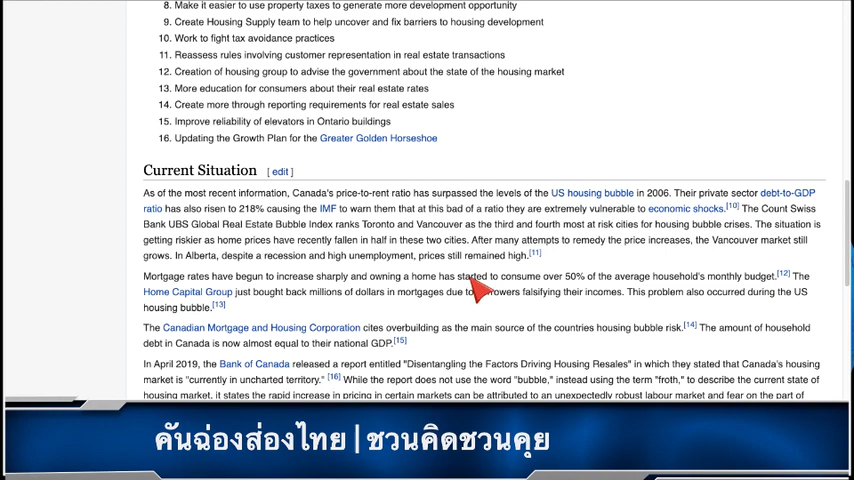 8. Make it easier to use property taxes to generate more development opportunity
9. Create Housing Supply team to help uncover and fix barriers to housing development
10. Work to fight tax avoidance practices
11. Reassess rules involving customer representation in real estate transactions
12. Creation of housing group to advise the government about the state of the housing market
13. More education for consumers about their real estate rates
14. Create more through reporting requirements for real estate sales
15. Improve reliability of elevators in Ontario buildings
16. Updating the Growth Plan for the Greater Golden Horseshoe
Current Situation [ edit ]
As of the most recent information, Canada's price-to-rent ratio has surpassed the levels of the US housing bubble in 2006. Their private sector debt-to-GDP
ratio has also risen to 218% causing the IMF to warn them that at this bad of a ratio they are extremely vulnerable to economic shocks.[10] The Count Swiss
Bank UBS Global Real Estate Bubble Index ranks Toronto and Vancouver as the third and fourth most at risk cities for housing bubble crises. The situation is
getting riskier as home prices have recently fallen in half in these two cities. After many attempts to remedy the price increases, the Vancouver market still
grows. In Alberta, despite a recession and high unemployment, prices still remained high.[11]
Mortgage rates have begun to increase sharply and owning a home has started to consume over 50% of the average household's monthly budget.[12] The
Home Capital Group just bought back millions of dollars in mortgages due to borrowers falsifying their incomes. This problem also occurred during the US
housing bubble.[13]
The Canadian Mortgage and Housing Corporation cites overbuilding as the main source of the countries housing bubble risk.[14] The amount of household
debt in Canada is now almost equal to their national GDP.[15]
In April 2019, the Bank of Canada released a report entitled "Disentangling the Factors Driving Housing Resales" in which they stated that Canada's housing
market is "currently in uncharted territory." [16] While the report does not use the word "bubble," instead using the term "froth," to describe the current state of
housing market, it states the rapid increase in pricing in certain markets can be attributed to an unexpectedly robust labour market and fear on the part of
คันฉ่องส่องไทย | ชวนคิดชวนคุย